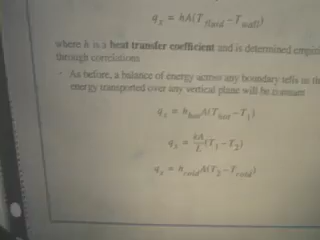 q_x = hA(T_fluid − T_wall)
where h is a heat transfer coefficient and is determined empiri
through correlations
· As before, a balance of energy across any boundary tells us th
energy transported over any vertical plane will be constant
q_x = h_hot A(T_hot − T_1)
q_x = kA/L (T_1 − T_2)
q_x = h_cold A(T_2 − T_cold)